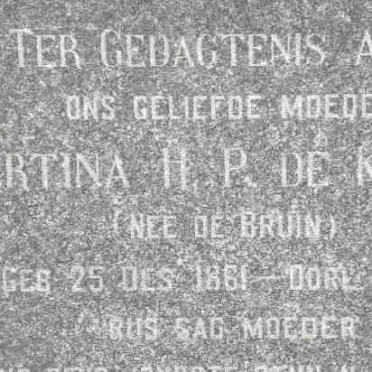 TER GEDAGTENIS A
ONS GELIEFDE MOEDE
RTINA H. P. DE K
(NEE DE BRUIN)
GEB 25 DES 1861 — OORL
RUS SAG MOEDER